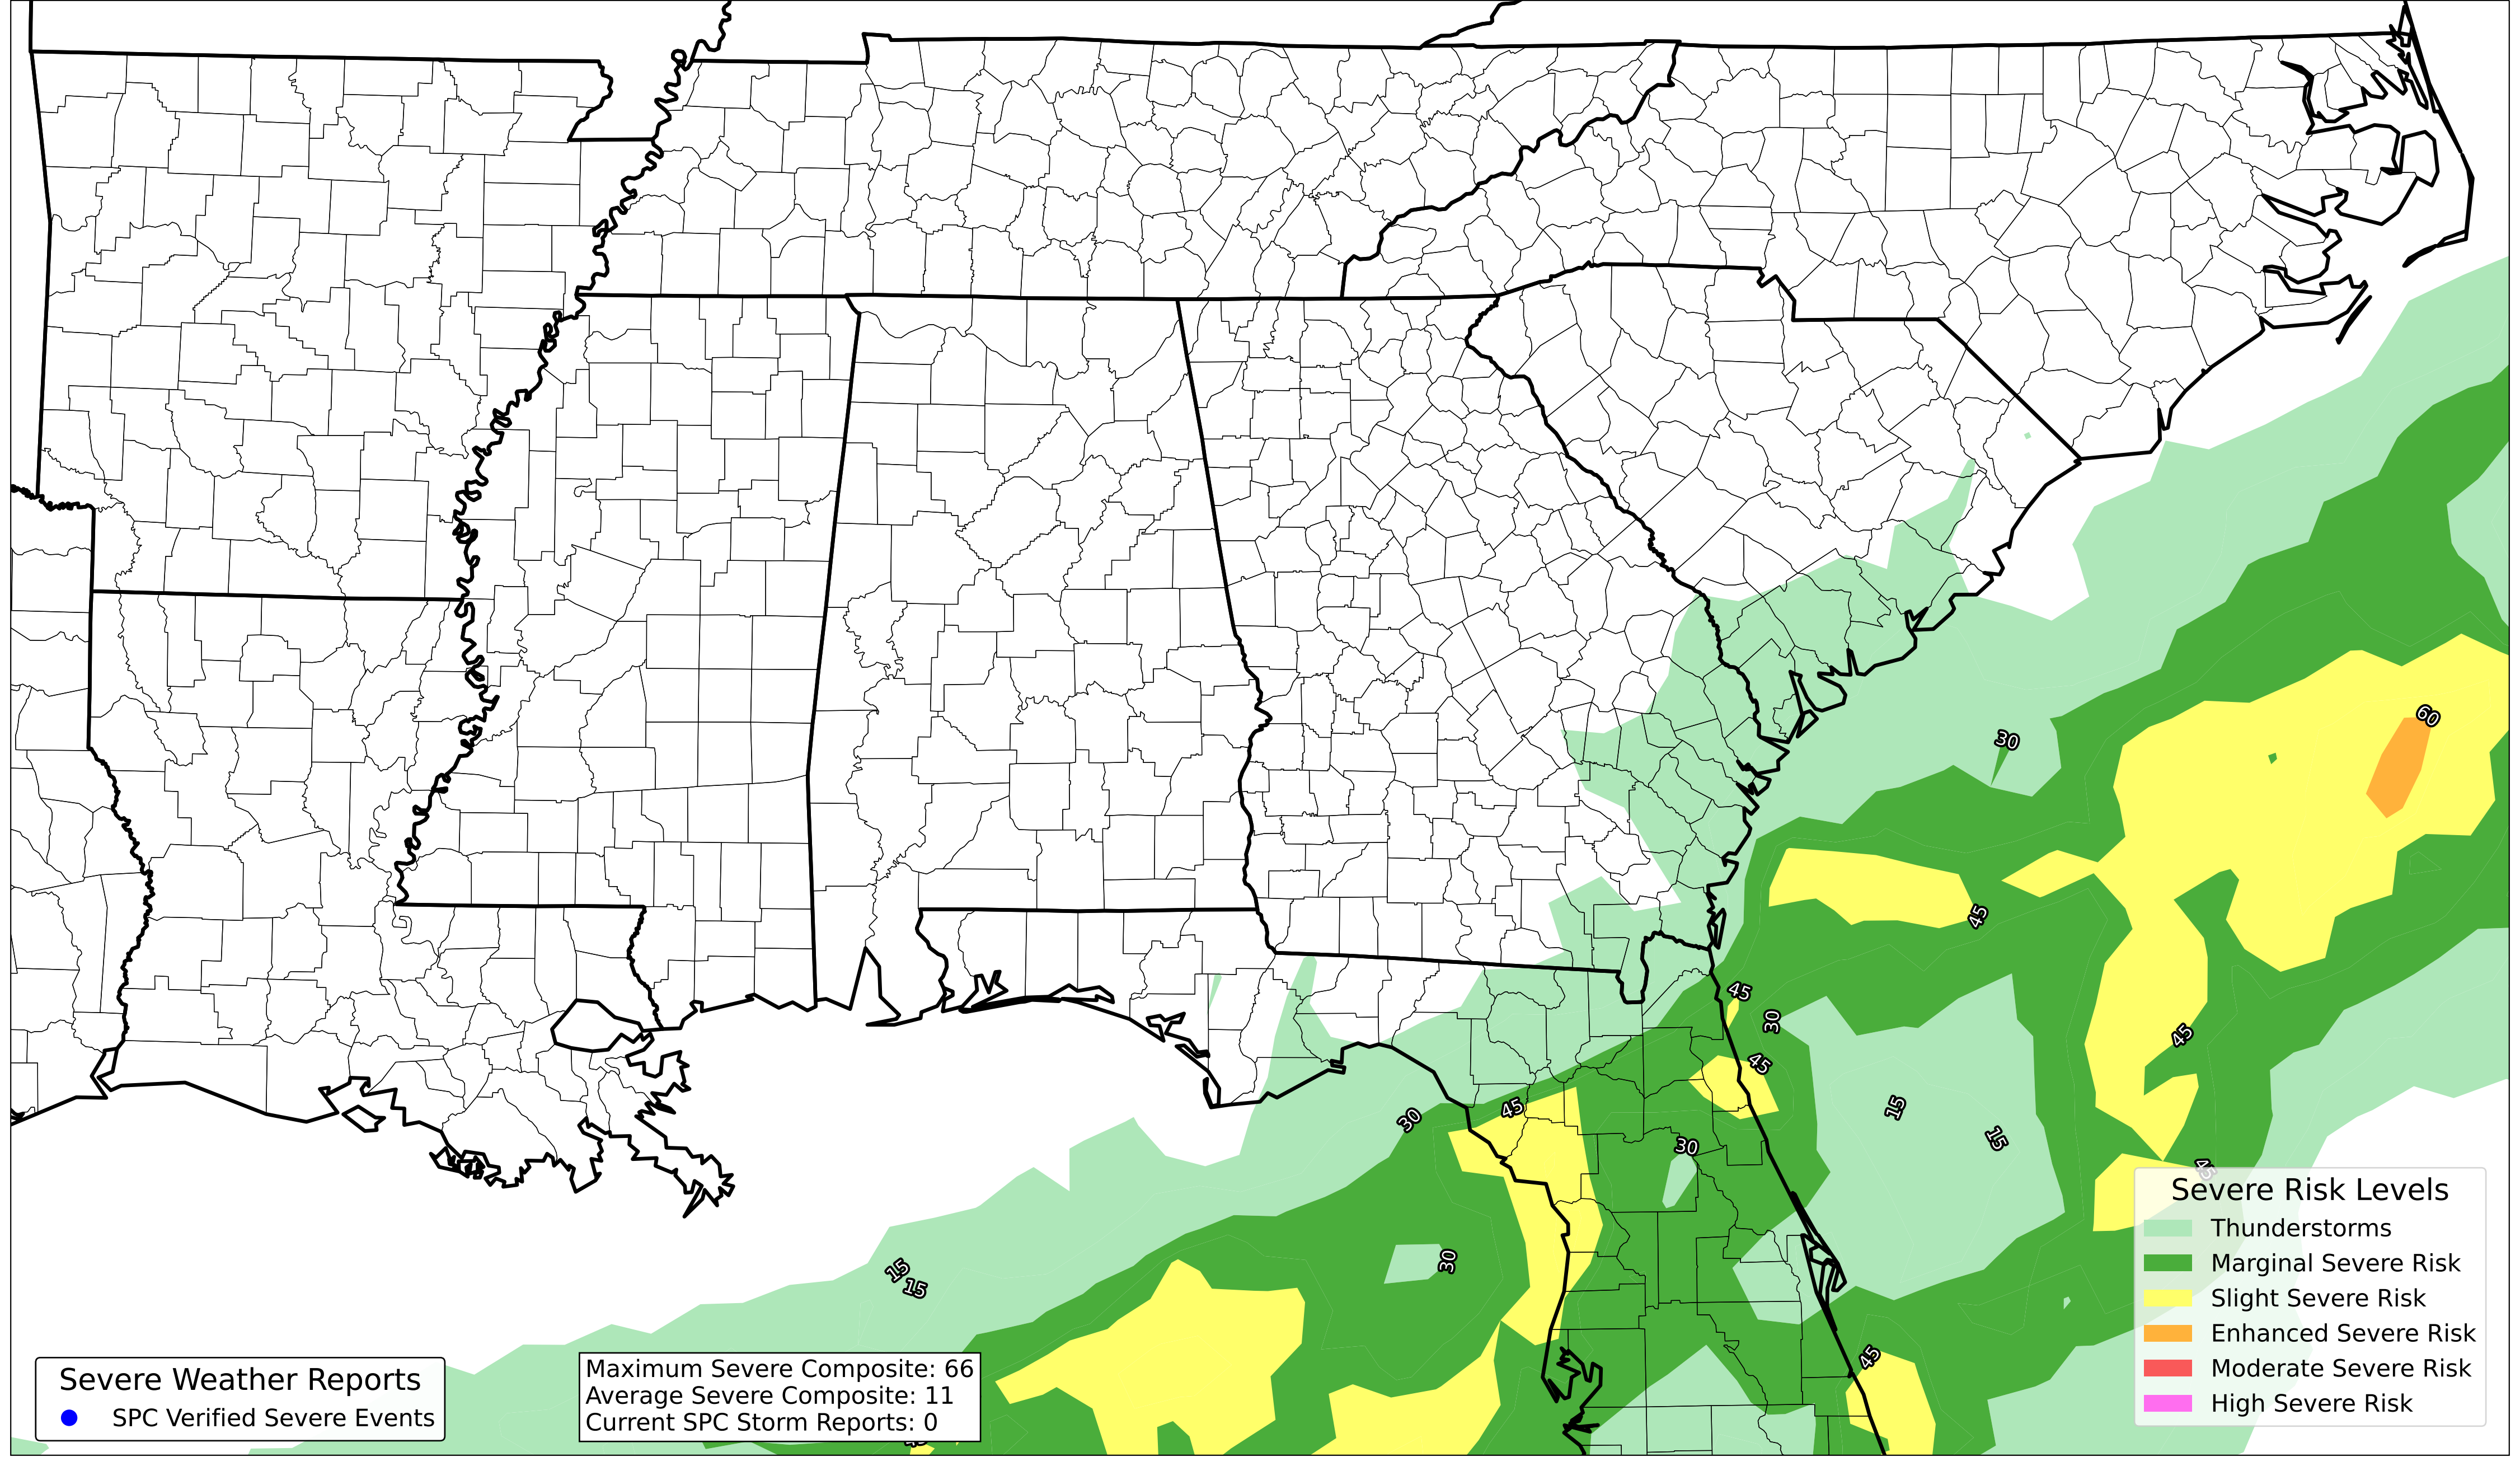 60
30
45
45
30
45
45
15
30
45
15
30
45
30
15
15
45
45
Severe Risk Levels
Thunderstorms
Marginal Severe Risk
Slight Severe Risk
Enhanced Severe Risk
Moderate Severe Risk
High Severe Risk
Severe Weather Reports
SPC Verified Severe Events
Maximum Severe Composite: 66
Average Severe Composite: 11
Current SPC Storm Reports: 0